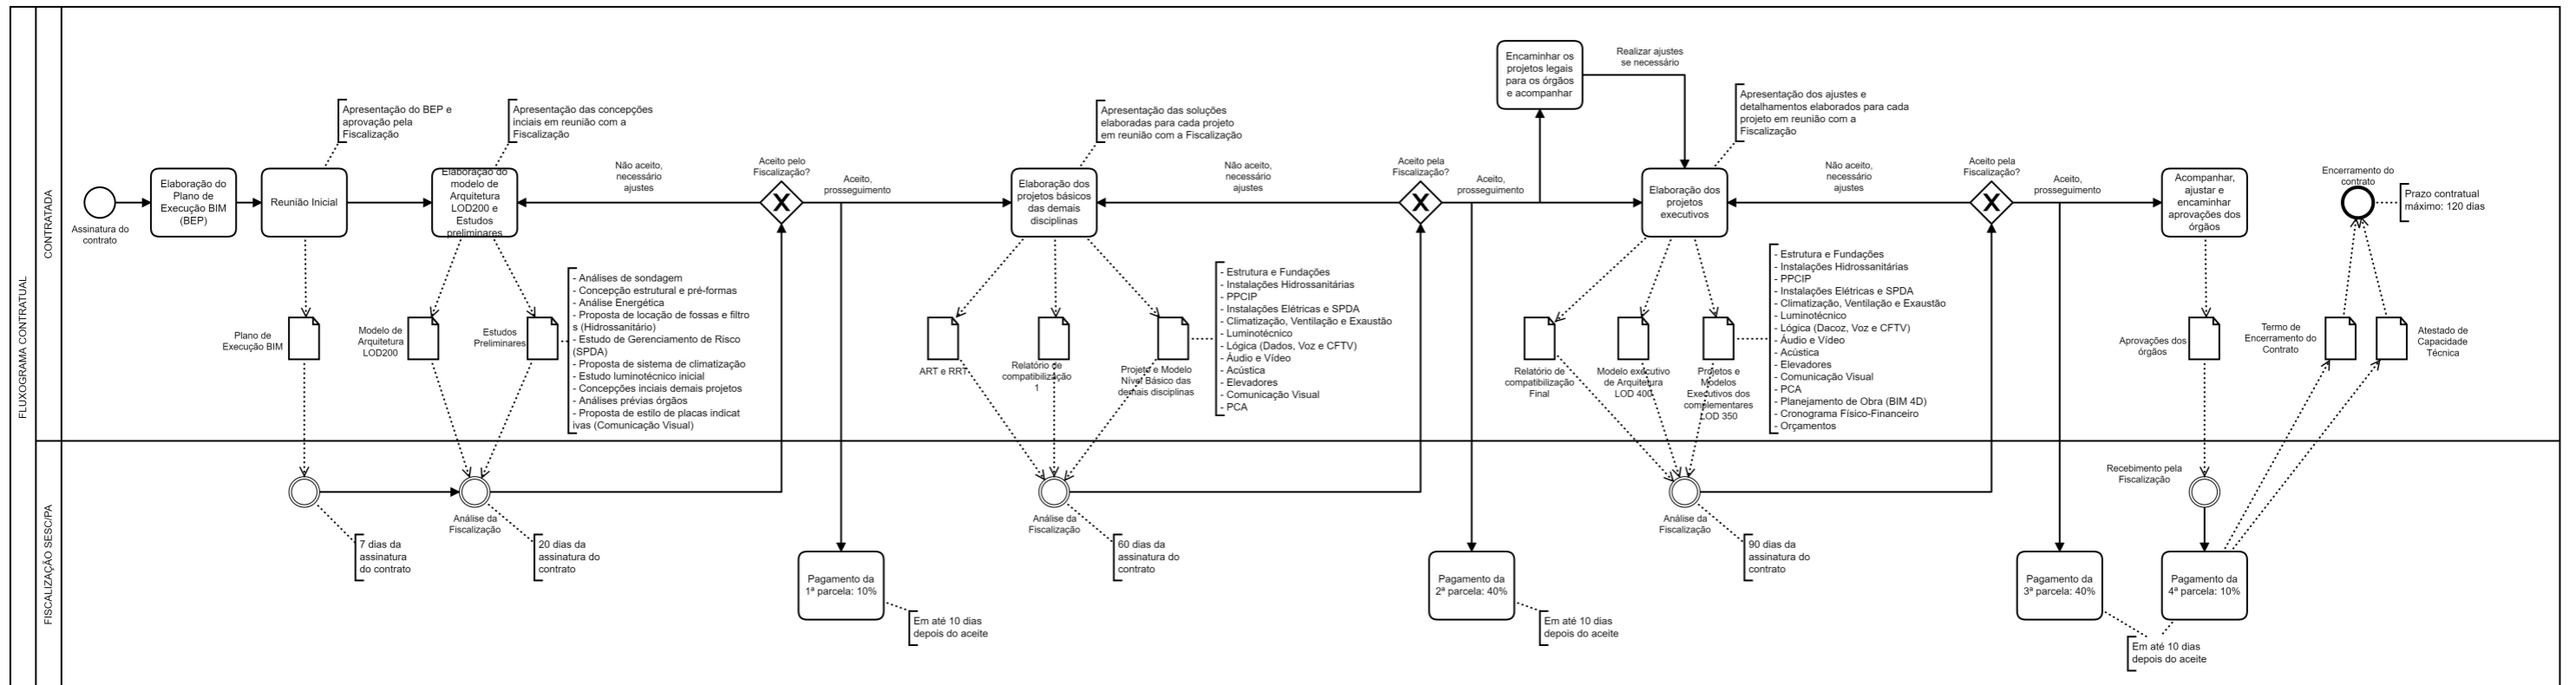 FLUXOGRAMA CONTRATUAL
CONTRATADA
Assinatura do
contrato
Elaboração do
Plano de
Execução BIM
(BEP)
Reunião Inicial
Apresentação do BEP e
aprovação pela
Fiscalização
Elaboração do
modelo de
Arquitetura
LOD200 e
Estudos
preliminares
Apresentação das concepções
inciais em reunião com a
Fiscalização
Não aceito,
necessário
ajustes
Aceito pelo
Fiscalização?
Aceito,
prosseguimento
Plano de
Execução BIM
Modelo de
Arquitetura
LOD200
Estudos
Preliminares
- Análises de sondagem
- Concepção estrutural e pré-formas
- Análise Energética
- Proposta de locação de fossas e filtro
s (Hidrossanitário)
- Estudo de Gerenciamento de Risco
(SPDA)
- Proposta de sistema de climatização
- Estudo luminotécnico inicial
- Concepções inciais demais projetos
- Análises prévias órgãos
- Proposta de estilo de placas indicat
ivas (Comunicação Visual)
Elaboração dos
projetos básicos
das demais
disciplinas
Apresentação das soluções
elaboradas para cada projeto
em reunião com a Fiscalização
Não aceito,
necessário
ajustes
Aceito pela
Fiscalização?
Aceito,
prosseguimento
ART e RRT
Relatório de
compatibilização
1
Projeto e Modelo
Nível Básico das
demais disciplinas
- Estrutura e Fundações
- Instalações Hidrossanitárias
- PPCIP
- Instalações Elétricas e SPDA
- Climatização, Ventilação e Exaustão
- Luminotécnico
- Lógica (Dados, Voz e CFTV)
- Áudio e Vídeo
- Acústica
- Elevadores
- Comunicação Visual
- PCA
Encaminhar os
projetos legais
para os órgãos
e acompanhar
Realizar ajustes
se necessário
Elaboração dos
projetos
executivos
Apresentação dos ajustes e
detalhamentos elaborados para cada
projeto em reunião com a
Fiscalização
Não aceito,
necessário
ajustes
Aceito pela
Fiscalização?
Aceito,
prosseguimento
Relatório de
compatibilização
Final
Modelo executivo
de Arquitetura
LOD 400
Projetos e
Modelos
Executivos dos
complementares
LOD 350
- Estrutura e Fundações
- Instalações Hidrossanitárias
- PPCIP
- Instalações Elétricas e SPDA
- Climatização, Ventilação e Exaustão
- Luminotécnico
- Lógica (Dacoz, Voz e CFTV)
- Áudio e Vídeo
- Acústica
- Elevadores
- Comunicação Visual
- PCA
- Planejamento de Obra (BIM 4D)
- Cronograma Físico-Financeiro
- Orçamentos
Acompanhar,
ajustar e
encaminhar
aprovações dos
órgãos
Encerramento do
contrato
Prazo contratual
máximo: 120 dias
Aprovações dos
órgãos
Termo de
Encerramento do
Contrato
Atestado de
Capacidade
Técnica
FISCALIZAÇÃO SESC/PA
7 dias da
assinatura
do contrato
Análise da
Fiscalização
20 dias da
assinatura do
contrato
Pagamento da
1ª parcela: 10%
Em até 10 dias
depois do aceite
Análise da
Fiscalização
60 dias da
assinatura do
contrato
Pagamento da
2ª parcela: 40%
Em até 10 dias
depois do aceite
Análise da
Fiscalização
90 dias da
assinatura do
contrato
Pagamento da
3ª parcela: 40%
Recebimento pela
Fiscalização
Pagamento da
4ª parcela: 10%
Em até 10 dias
depois do aceite